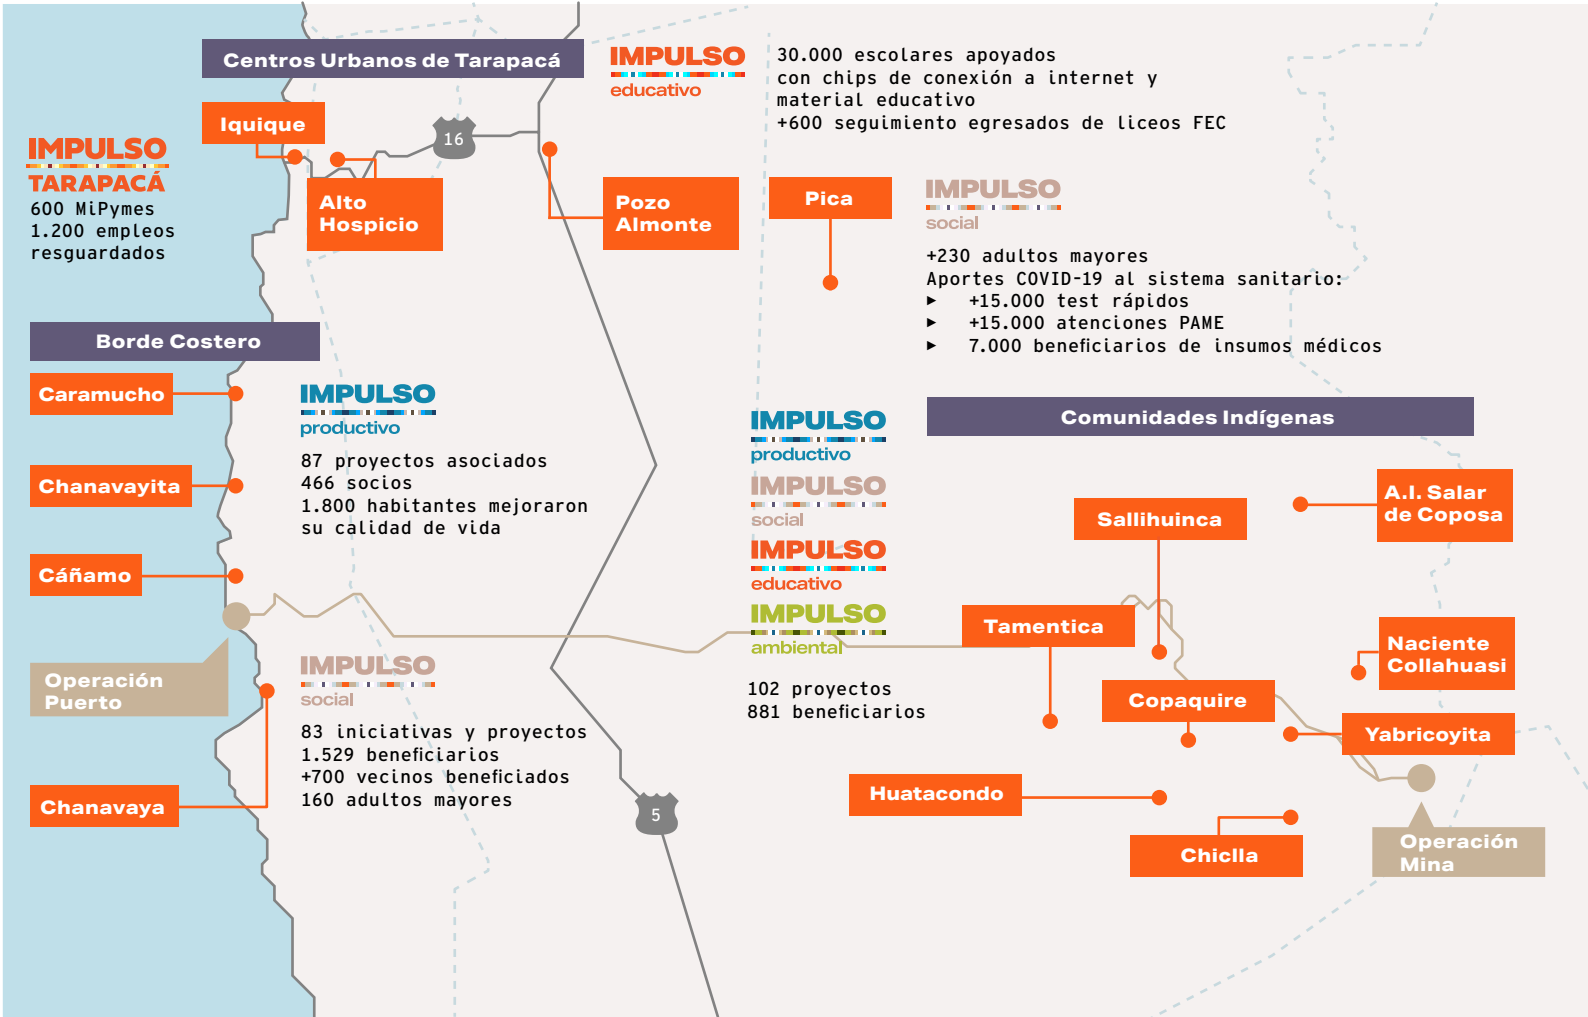 Centros Urbanos de Tarapacá
Iquique
16
Alto
Hospicio
Pozo
Almonte
Pica
IMPULSO
TARAPACÁ
600 MiPymes
1.200 empleos
resguardados
IMPULSO
educativo
30.000 escolares apoyados
con chips de conexión a internet y
material educativo
+600 seguimiento egresados de liceos FEC
IMPULSO
social
+230 adultos mayores
Aportes COVID-19 al sistema sanitario:
► +15.000 test rápidos
► +15.000 atenciones PAME
► 7.000 beneficiarios de insumos médicos
Borde Costero
Caramucho
Chanavayita
Cáñamo
Operación
Puerto
Chanavaya
IMPULSO
productivo
87 proyectos asociados
466 socios
1.800 habitantes mejoraron
su calidad de vida
IMPULSO
social
83 iniciativas y proyectos
1.529 beneficiarios
+700 vecinos beneficiados
160 adultos mayores
5
Comunidades Indígenas
IMPULSO
productivo
IMPULSO
social
IMPULSO
educativo
IMPULSO
ambiental
102 proyectos
881 beneficiarios
A.I. Salar
de Coposa
Sallihuinca
Tamentica
Naciente
Collahuasi
Copaquire
Yabricoyita
Huatacondo
Chiclla
Operación
Mina